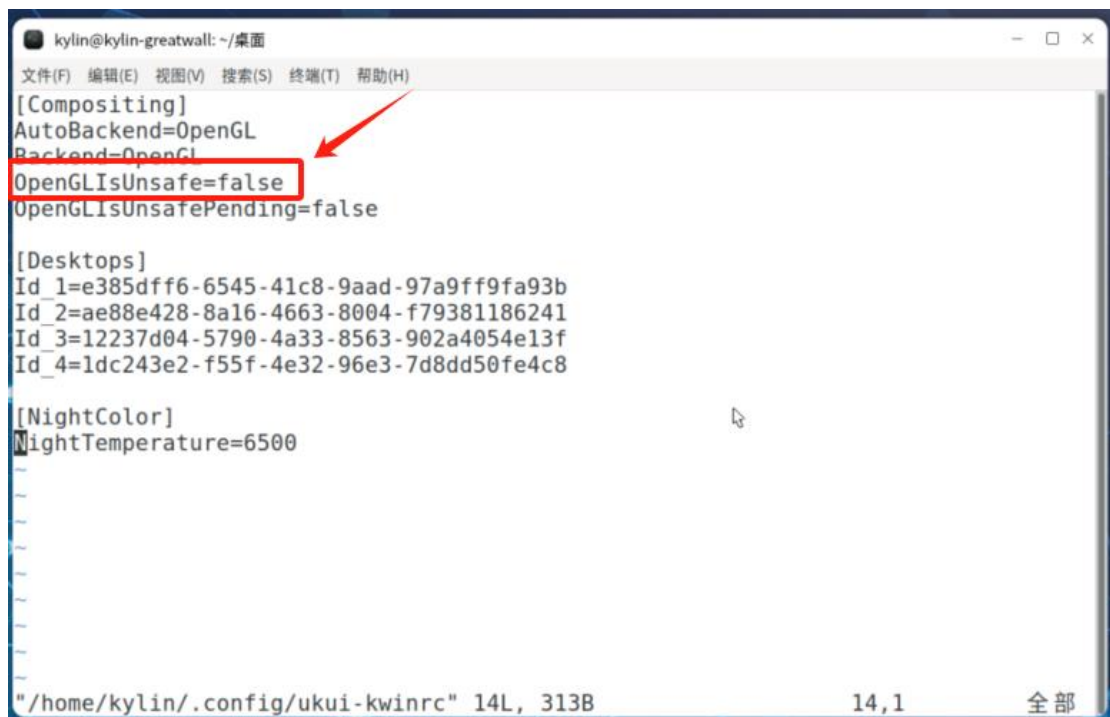 kylin@kylin-greatwall: ~/桌面
文件(F) 编辑(E) 视图(V) 搜索(S) 终端(T) 帮助(H)
[Compositing]
AutoBackend=OpenGL
Backend=OpenGL
OpenGLIsUnsafe=false
OpenGLIsUnsafePending=false
[Desktops]
Id_1=e385dff6-6545-41c8-9aad-97a9ff9fa93b
Id_2=ae88e428-8a16-4663-8004-f79381186241
Id_3=12237d04-5790-4a33-8563-902a4054e13f
Id_4=1dc243e2-f55f-4e32-96e3-7d8dd50fe4c8
[NightColor]
NightTemperature=6500
~
~
~
~
~
~
~
~
~
"/home/kylin/.config/ukui-kwinrc" 14L, 313B 14,1 全部